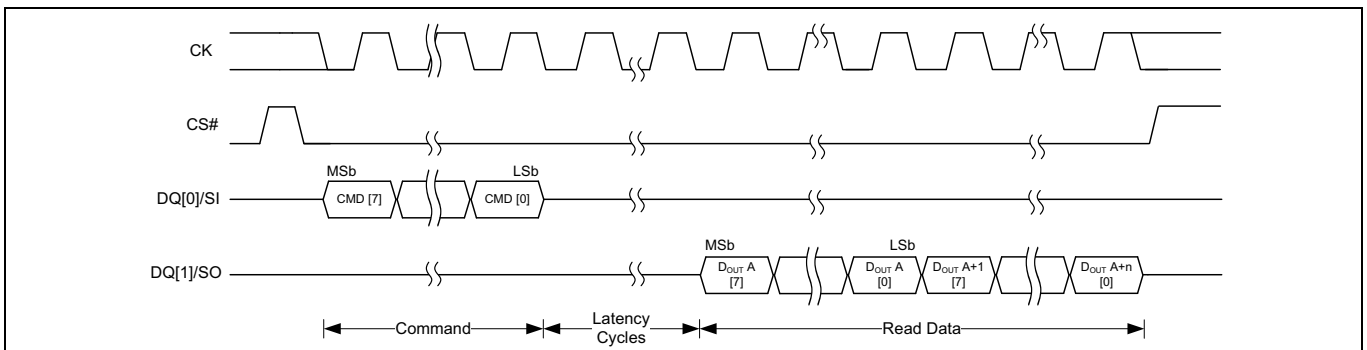 CK
CS#
MSb LSb
DQ[0]/SI CMD [7] CMD [0]
MSb LSb
DQ[1]/SO DOUT A DOUT A DOUT A+1 DOUT A+n
[7] [0] [7] [0]
Command Latency Read Data
Cycles